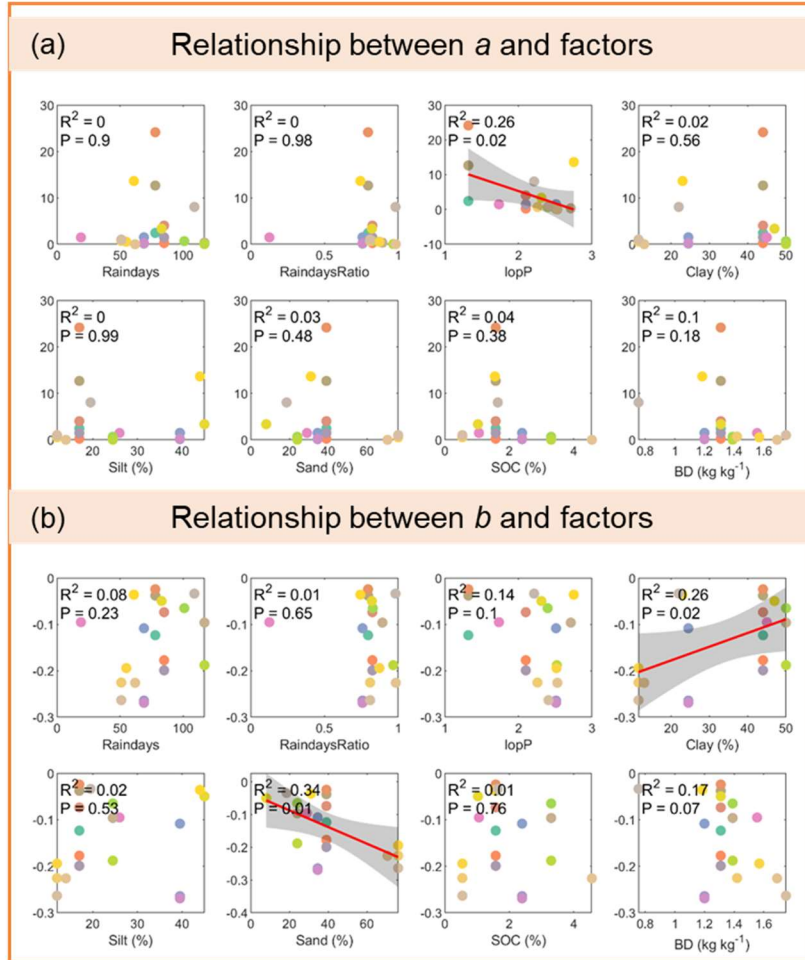 (a) Relationship between a and factors
R² = 0
P = 0.9
30
20
10
0
0 50 100
Raindays
R² = 0
P = 0.98
30
20
10
0
0 0.5 1
RaindaysRatio
R² = 0.26
P = 0.02
30
20
10
0
-10
1 2 3
IopP
R² = 0.02
P = 0.56
30
20
10
0
20 30 40 50
Clay (%)
R² = 0
P = 0.99
30
20
10
0
20 30 40
Silt (%)
R² = 0.03
P = 0.48
30
20
10
0
0 20 40 60
Sand (%)
R² = 0.04
P = 0.38
30
20
10
0
0 2 4
SOC (%)
R² = 0.1
P = 0.18
30
20
10
0
0.8 1 1.2 1.4 1.6
BD (kg kg⁻¹)
(b) Relationship between b and factors
R² = 0.08
P = 0.23
0
-0.1
-0.2
-0.3
0 50 100
Raindays
R² = 0.01
P = 0.65
0
-0.1
-0.2
-0.3
0 0.5 1
RaindaysRatio
R² = 0.14
P = 0.1
0
-0.1
-0.2
-0.3
1 2 3
IopP
R² = 0.26
P = 0.02
0
-0.1
-0.2
-0.3
20 30 40 50
Clay (%)
R² = 0.02
P = 0.53
0
-0.1
-0.2
-0.3
20 30 40
Silt (%)
R² = 0.34
P = 0.01
0
-0.1
-0.2
-0.3
-0.4
0 20 40 60
Sand (%)
R² = 0.01
P = 0.76
0
-0.1
-0.2
-0.3
0 2 4
SOC (%)
R² = 0.17
P = 0.07
0
-0.1
-0.2
-0.3
0.8 1 1.2 1.4 1.6
BD (kg kg⁻¹)